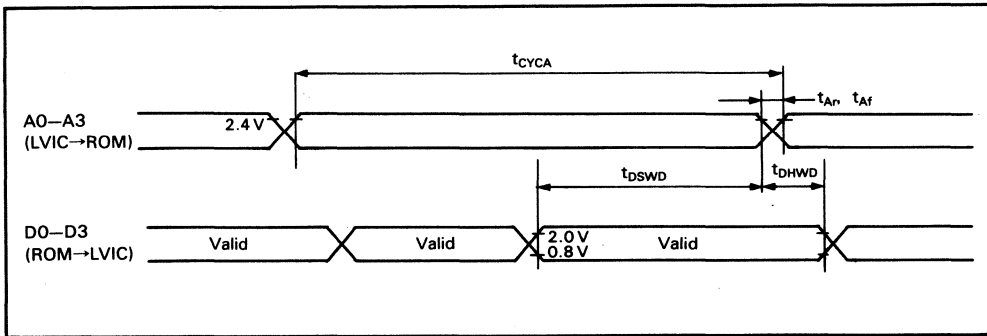 tCYCA
tAr, tAf
A0—A3
2.4 V
(LVIC→ROM)
tDSWD
tDHWD
D0—D3
Valid
Valid
2.0 V
Valid
(ROM→LVIC)
0.8 V